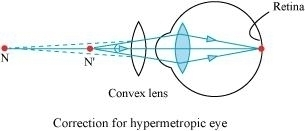 Retina
N
N'
Convex lens
Correction for hypermetropic eye